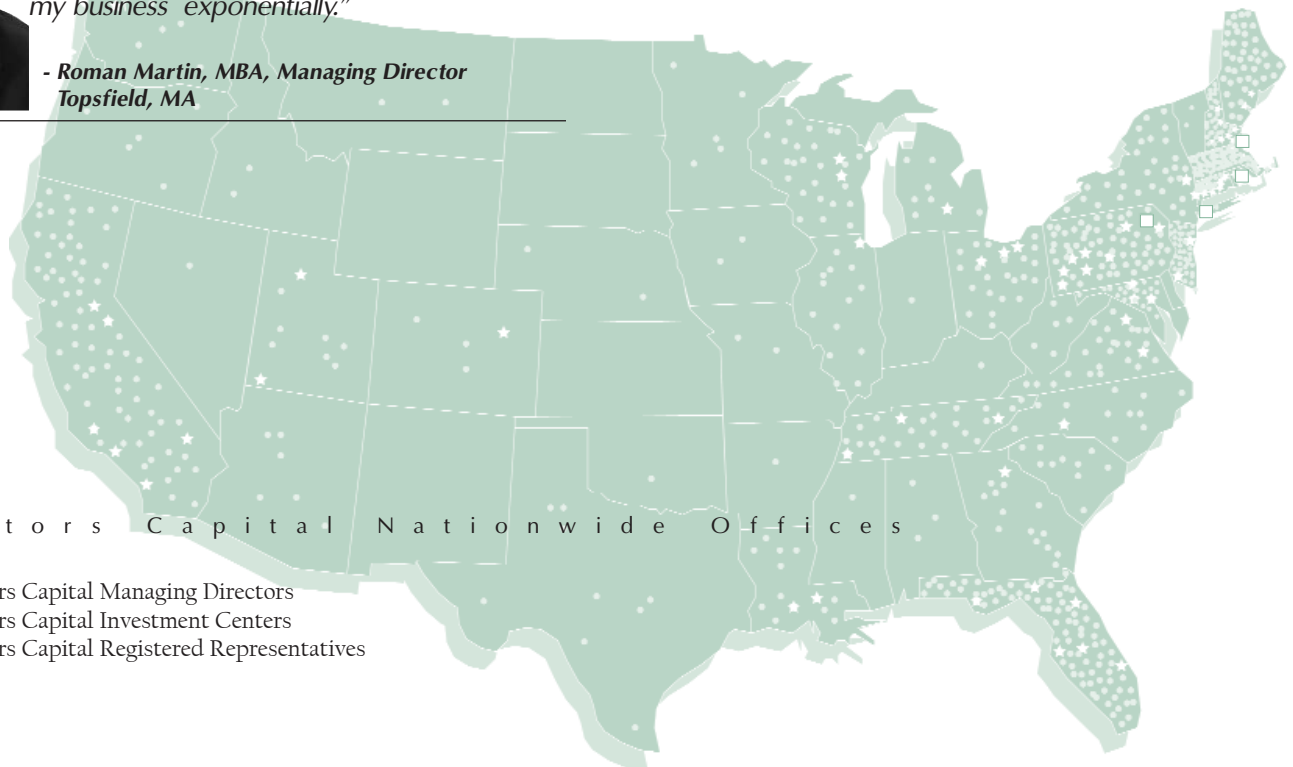 my business exponentially.”
- Roman Martin, MBA, Managing Director
Topsfield, MA
tors Capital Nationwide Offices
rs Capital Managing Directors
rs Capital Investment Centers
rs Capital Registered Representatives